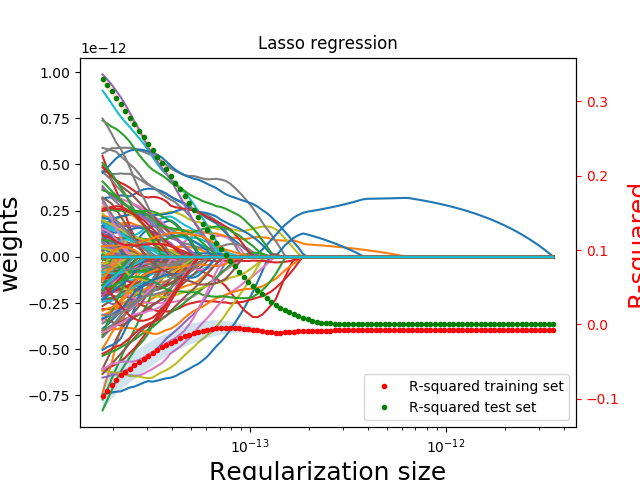 Lasso regression
1e−12
1.00
0.75
0.50
0.25
0.00
−0.25
−0.50
−0.75
weights
0.3
0.2
0.1
0.0
−0.1
R-squared
R-squared training set
R-squared test set
10⁻¹³
10⁻¹²
Regularization size